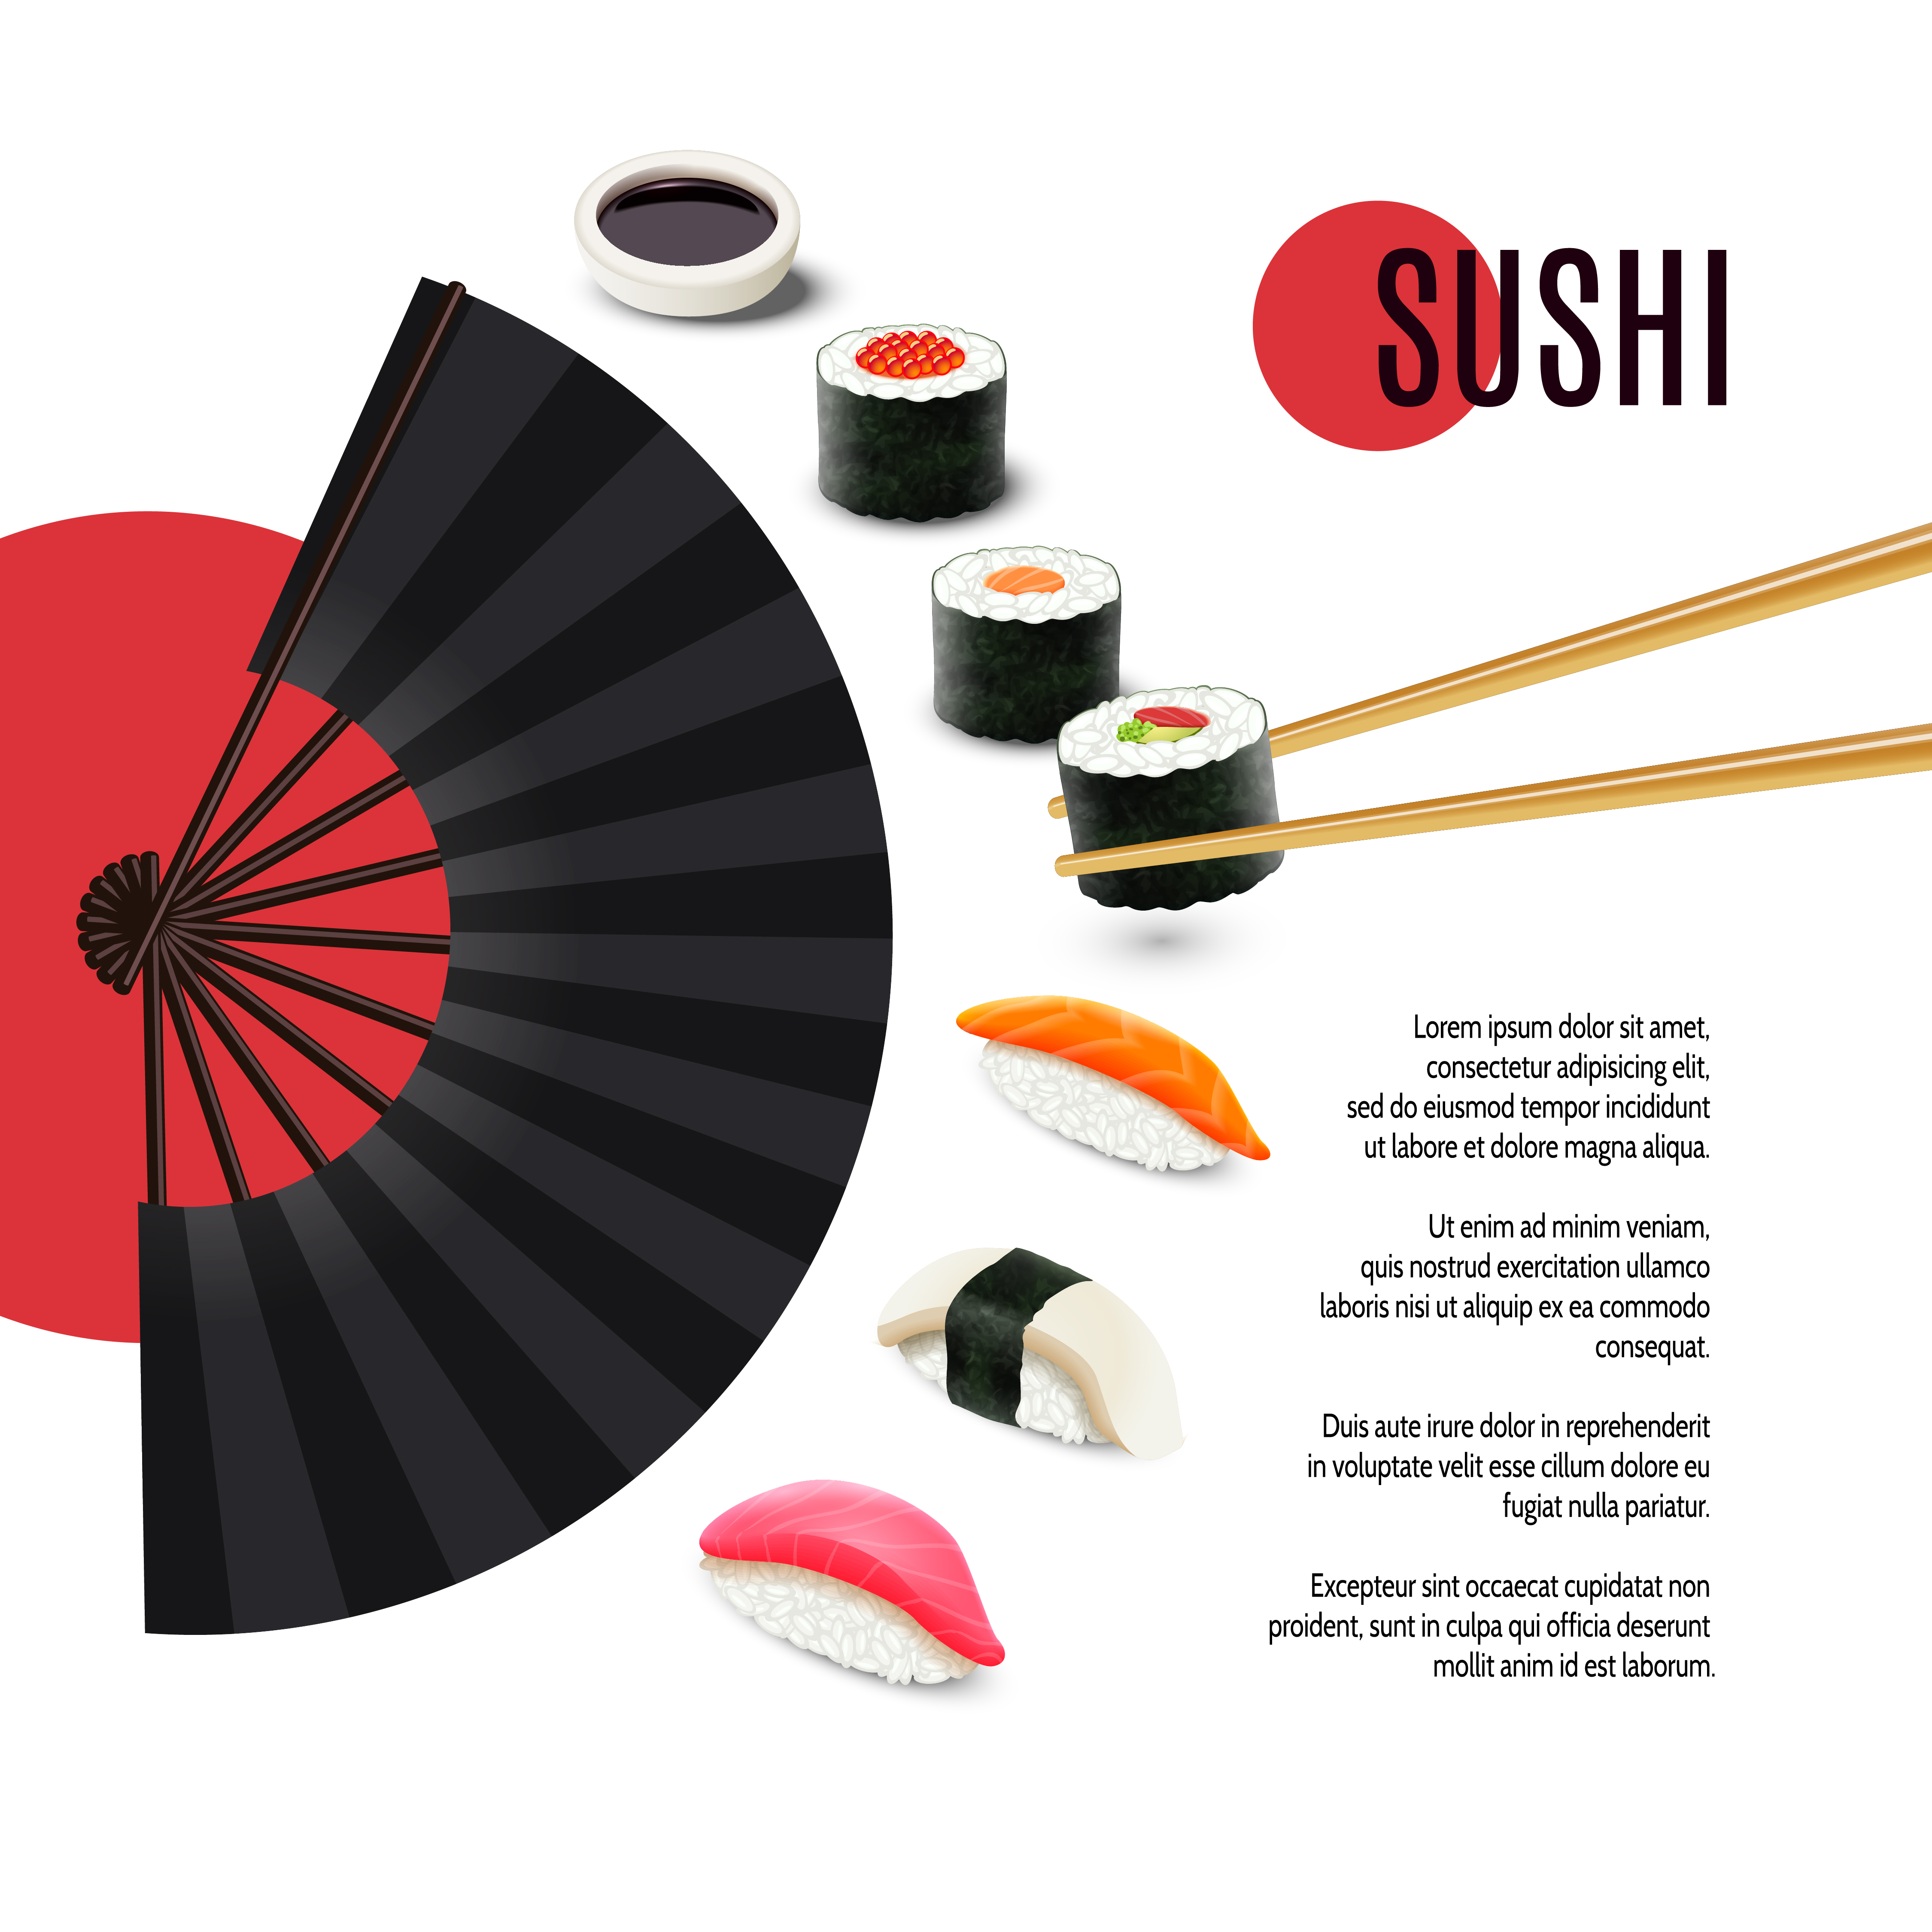 SUSHI
Lorem ipsum dolor sit amet,
consectetur adipisicing elit,
sed do eiusmod tempor incididunt
ut labore et dolore magna aliqua.
Ut enim ad minim veniam,
quis nostrud exercitation ullamco
laboris nisi ut aliquip ex ea commodo
consequat.
Duis aute irure dolor in reprehenderit
in voluptate velit esse cillum dolore eu
fugiat nulla pariatur.
Excepteur sint occaecat cupidatat non
proident, sunt in culpa qui officia deserunt
mollit anim id est laborum.